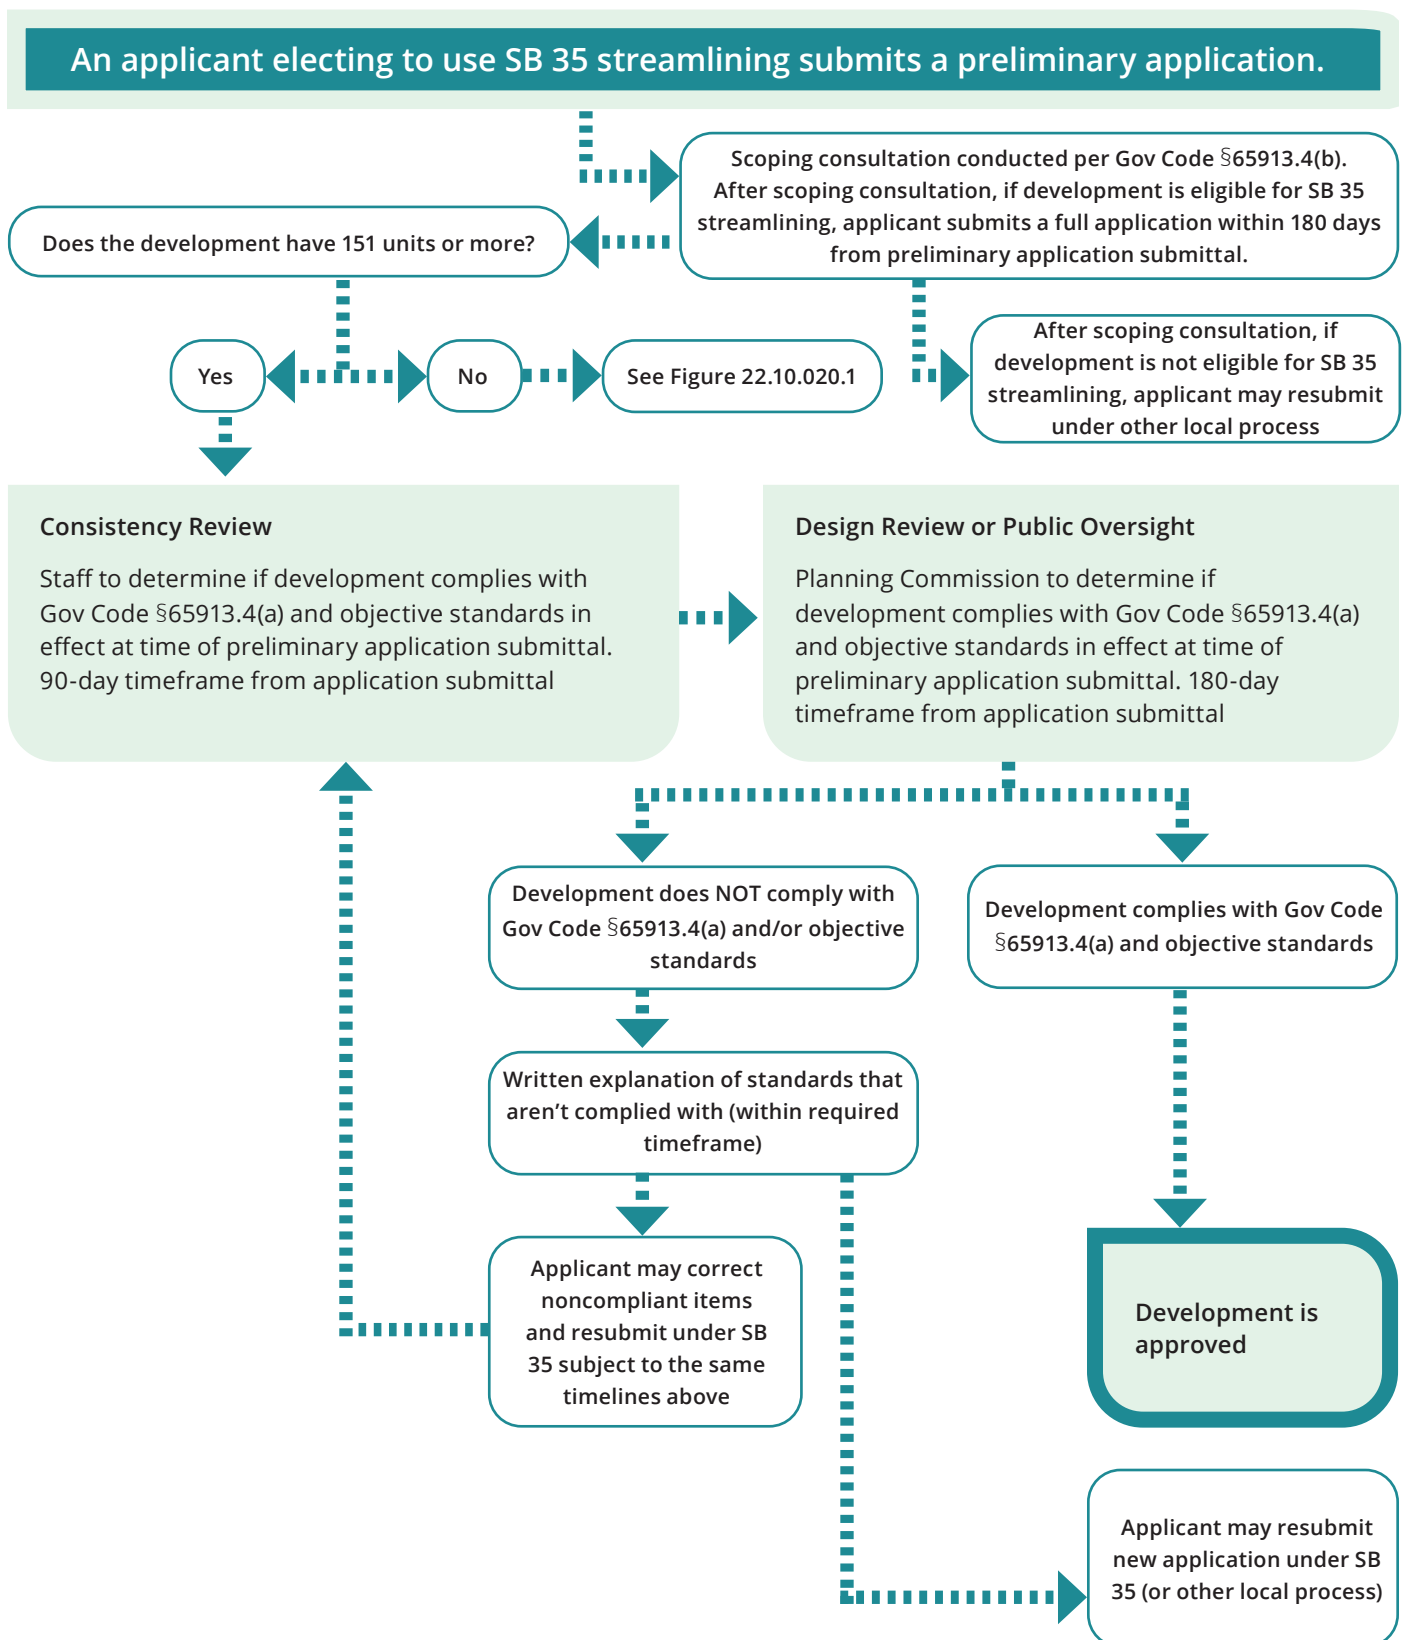 An applicant electing to use SB 35 streamlining submits a preliminary application.
Scoping consultation conducted per Gov Code §65913.4(b).
After scoping consultation, if development is eligible for SB 35
streamlining, applicant submits a full application within 180 days
from preliminary application submittal.
Does the development have 151 units or more?
After scoping consultation, if
development is not eligible for SB 35
streamlining, applicant may resubmit
under other local process
Yes
No
See Figure 22.10.020.1
Consistency Review
Staff to determine if development complies with
Gov Code §65913.4(a) and objective standards in
effect at time of preliminary application submittal.
90-day timeframe from application submittal
Design Review or Public Oversight
Planning Commission to determine if
development complies with Gov Code §65913.4(a)
and objective standards in effect at time of
preliminary application submittal. 180-day
timeframe from application submittal
Development does NOT comply with
Gov Code §65913.4(a) and/or objective
standards
Development complies with Gov Code
§65913.4(a) and objective standards
Written explanation of standards that
aren’t complied with (within required
timeframe)
Applicant may correct
noncompliant items
and resubmit under SB
35 subject to the same
timelines above
Development is
approved
Applicant may resubmit
new application under SB
35 (or other local process)